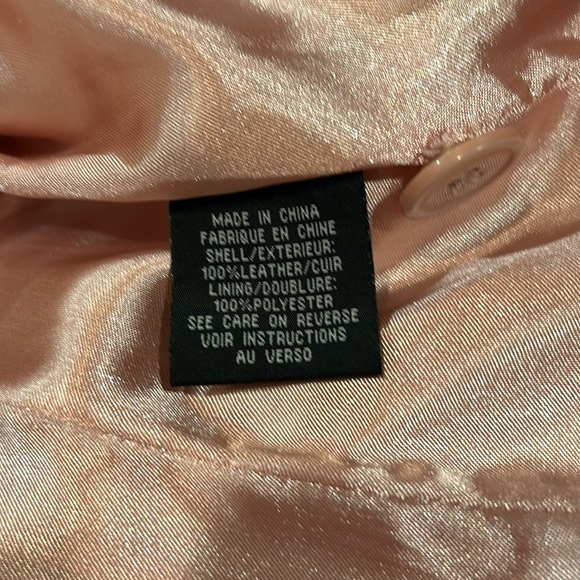 MADE IN CHINA
FABRIQUE EN CHINE
SHELL/EXTERIEUR:
100%LEATHER/CUIR
LINING/DOUBLURE:
100%POLYESTER
SEE CARE ON REVERSE
VOIR INSTRUCTIONS
AU VERSO